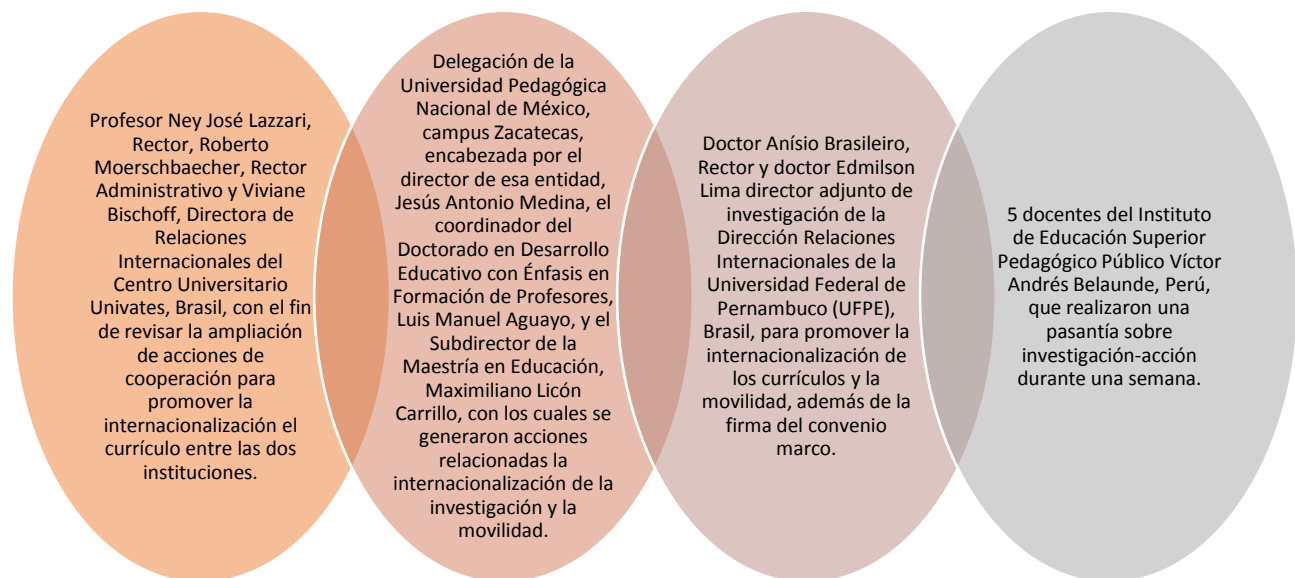 Profesor Ney José Lazzari,
Rector, Roberto
Moerschbaecher, Rector
Administrativo y Viviane
Bischoff, Directora de
Relaciones
Internacionales del
Centro Universitario
Univates, Brasil, con el fin
de revisar la ampliación
de acciones de
cooperación para
promover la
internacionalización el
currículo entre las dos
instituciones.
Delegación de la
Universidad Pedagógica
Nacional de México,
campus Zacatecas,
encabezada por el
director de esa entidad,
Jesús Antonio Medina, el
coordinador del
Doctorado en Desarrollo
Educativo con Énfasis en
Formación de Profesores,
Luis Manuel Aguayo, y el
Subdirector de la
Maestría en Educación,
Maximiliano Licón
Carrillo, con los cuales se
generaron acciones
relacionadas la
internacionalización de la
investigación y la
movilidad.
Doctor Anísio Brasileiro,
Rector y doctor Edmilson
Lima director adjunto de
investigación de la
Dirección Relaciones
Internacionales de la
Universidad Federal de
Pernambuco (UFPE),
Brasil, para promover la
internacionalización de
los currículos y la
movilidad, además de la
firma del convenio
marco.
5 docentes del Instituto
de Educación Superior
Pedagógico Público Víctor
Andrés Belaunde, Perú,
que realizaron una
pasantía sobre
investigación-acción
durante una semana.